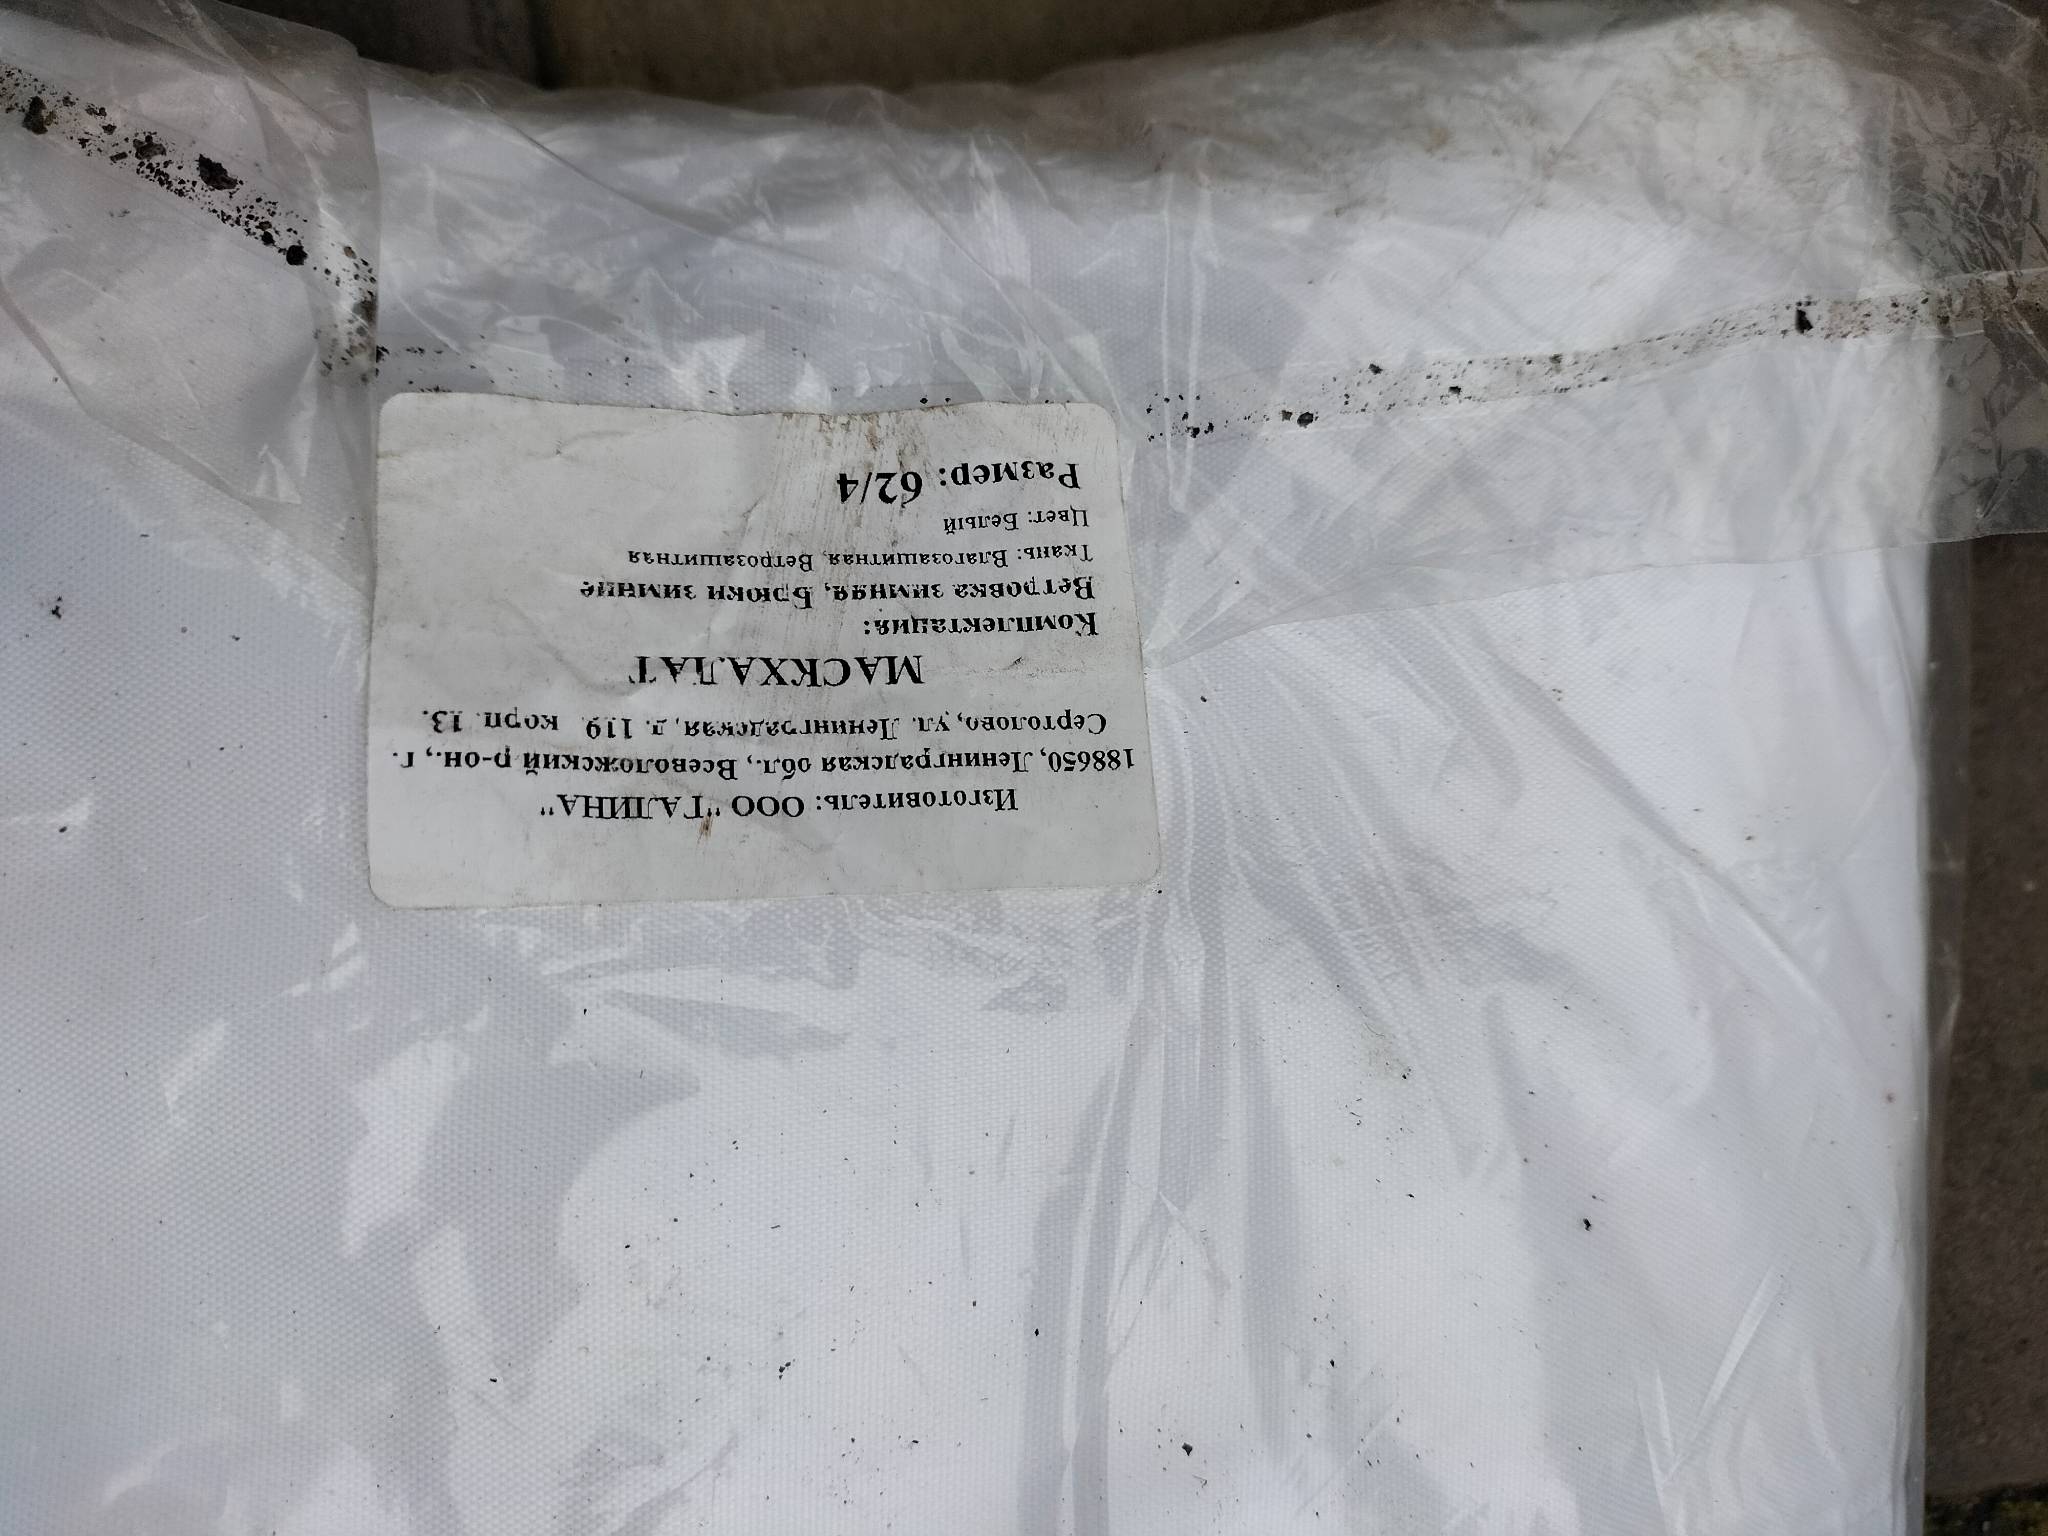 Изготовитель: ООО "ГАЛИНА"
188650, Ленинградская обл., Всеволожский р-он., г.
Сертолово, ул. Ленинградская, д. 119 корп. 13.
МАСКХАЛАТ
Комплектация:
Ветровка зимняя, Брюки зимние
Ткань: Влагозащитная, Ветрозащитная
Цвет: Белый
Размер: 62/4